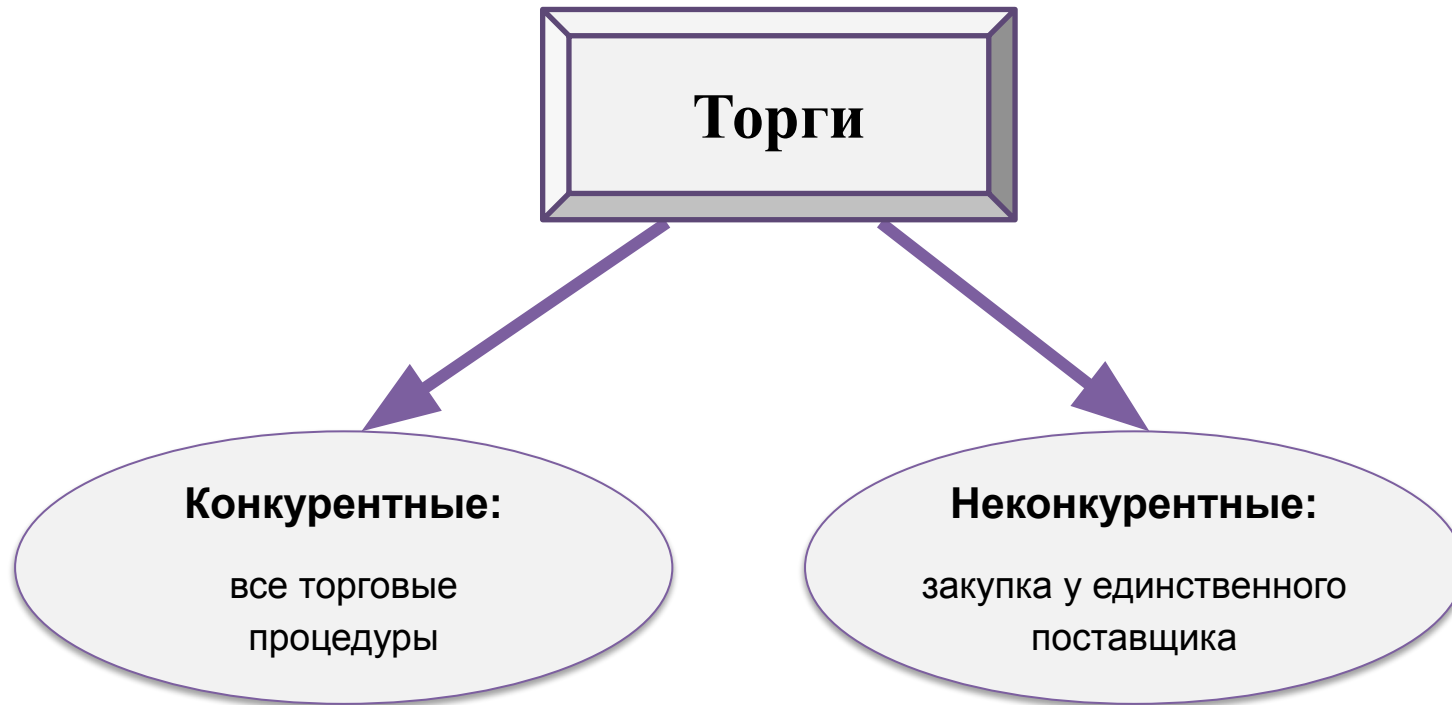 Торги
Конкурентные:
все торговые
процедуры
Неконкурентные:
закупка у единственного
поставщика